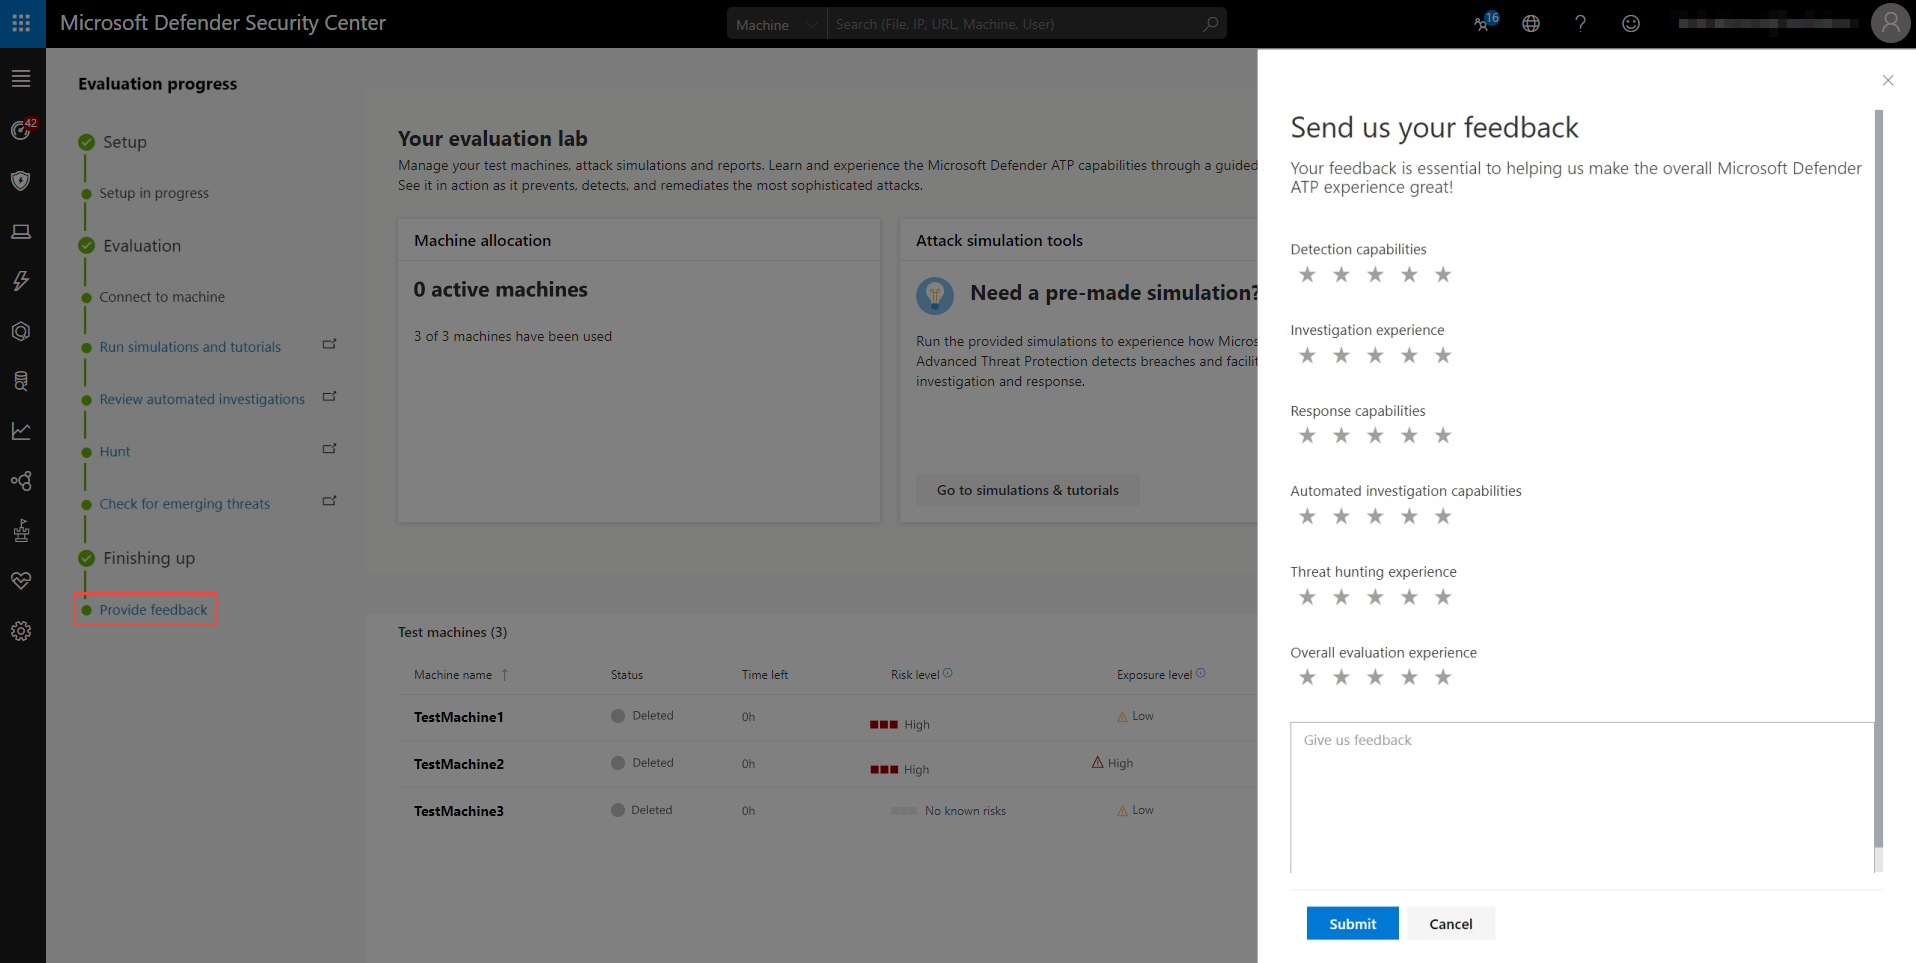 Microsoft Defender Security Center
Machine
Search (File, IP, URL, Machine, User)
16
42
Evaluation progress
Setup
Setup in progress
Evaluation
Connect to machine
Run simulations and tutorials
Review automated investigations
Hunt
Check for emerging threats
Finishing up
Provide feedback
Your evaluation lab
Manage your test machines, attack simulations and reports. Learn and experience the Microsoft Defender ATP capabilities through a guided
See it in action as it prevents, detects, and remediates the most sophisticated attacks.
Machine allocation
0 active machines
3 of 3 machines have been used
Attack simulation tools
Need a pre-made simulation?
Run the provided simulations to experience how Micros
Advanced Threat Protection detects breaches and facilit
investigation and response.
Go to simulations & tutorials
Test machines (3)
Machine name Status Time left Risk level Exposure level
TestMachine1 Deleted 0h High Low
TestMachine2 Deleted 0h High High
TestMachine3 Deleted 0h No known risks Low
Send us your feedback
Your feedback is essential to helping us make the overall Microsoft Defender
ATP experience great!
Detection capabilities
Investigation experience
Response capabilities
Automated investigation capabilities
Threat hunting experience
Overall evaluation experience
Give us feedback
Submit
Cancel